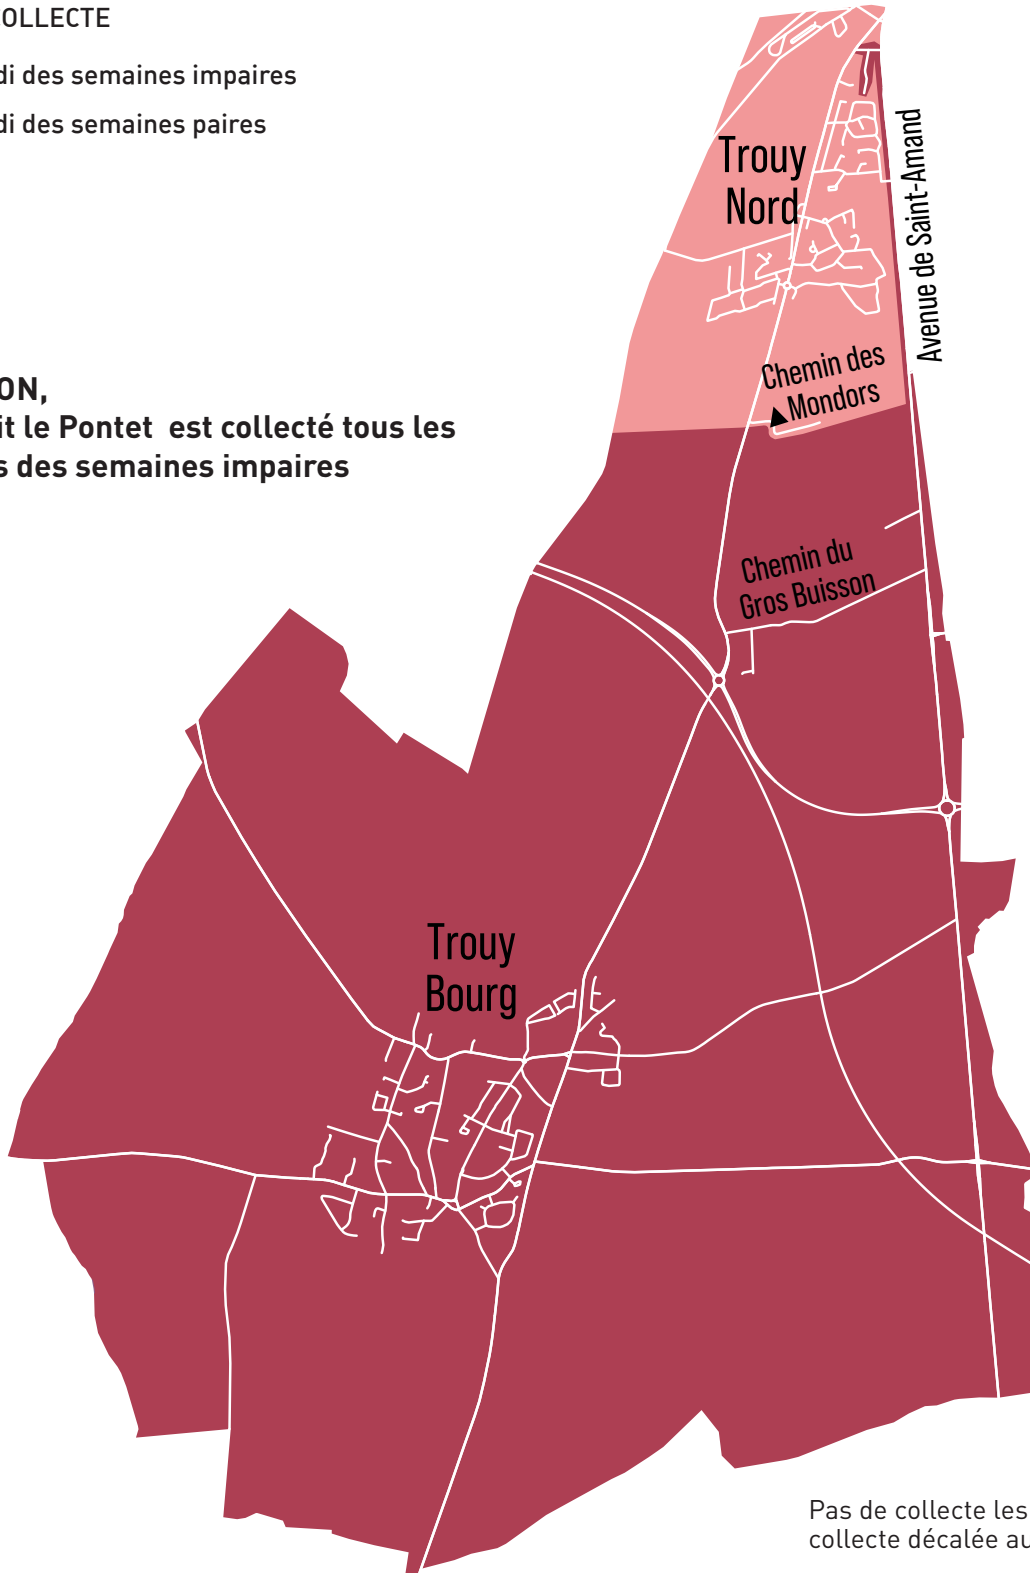 OLLECTE
di des semaines impaires
di des semaines paires
Trouy
Nord
Avenue de Saint-Amand
ON,
it le Pontet est collecté tous les
s des semaines impaires
Chemin des
Mondors
Chemin du
Gros Buisson
Trouy
Bourg
Pas de collecte les
collecte décalée au